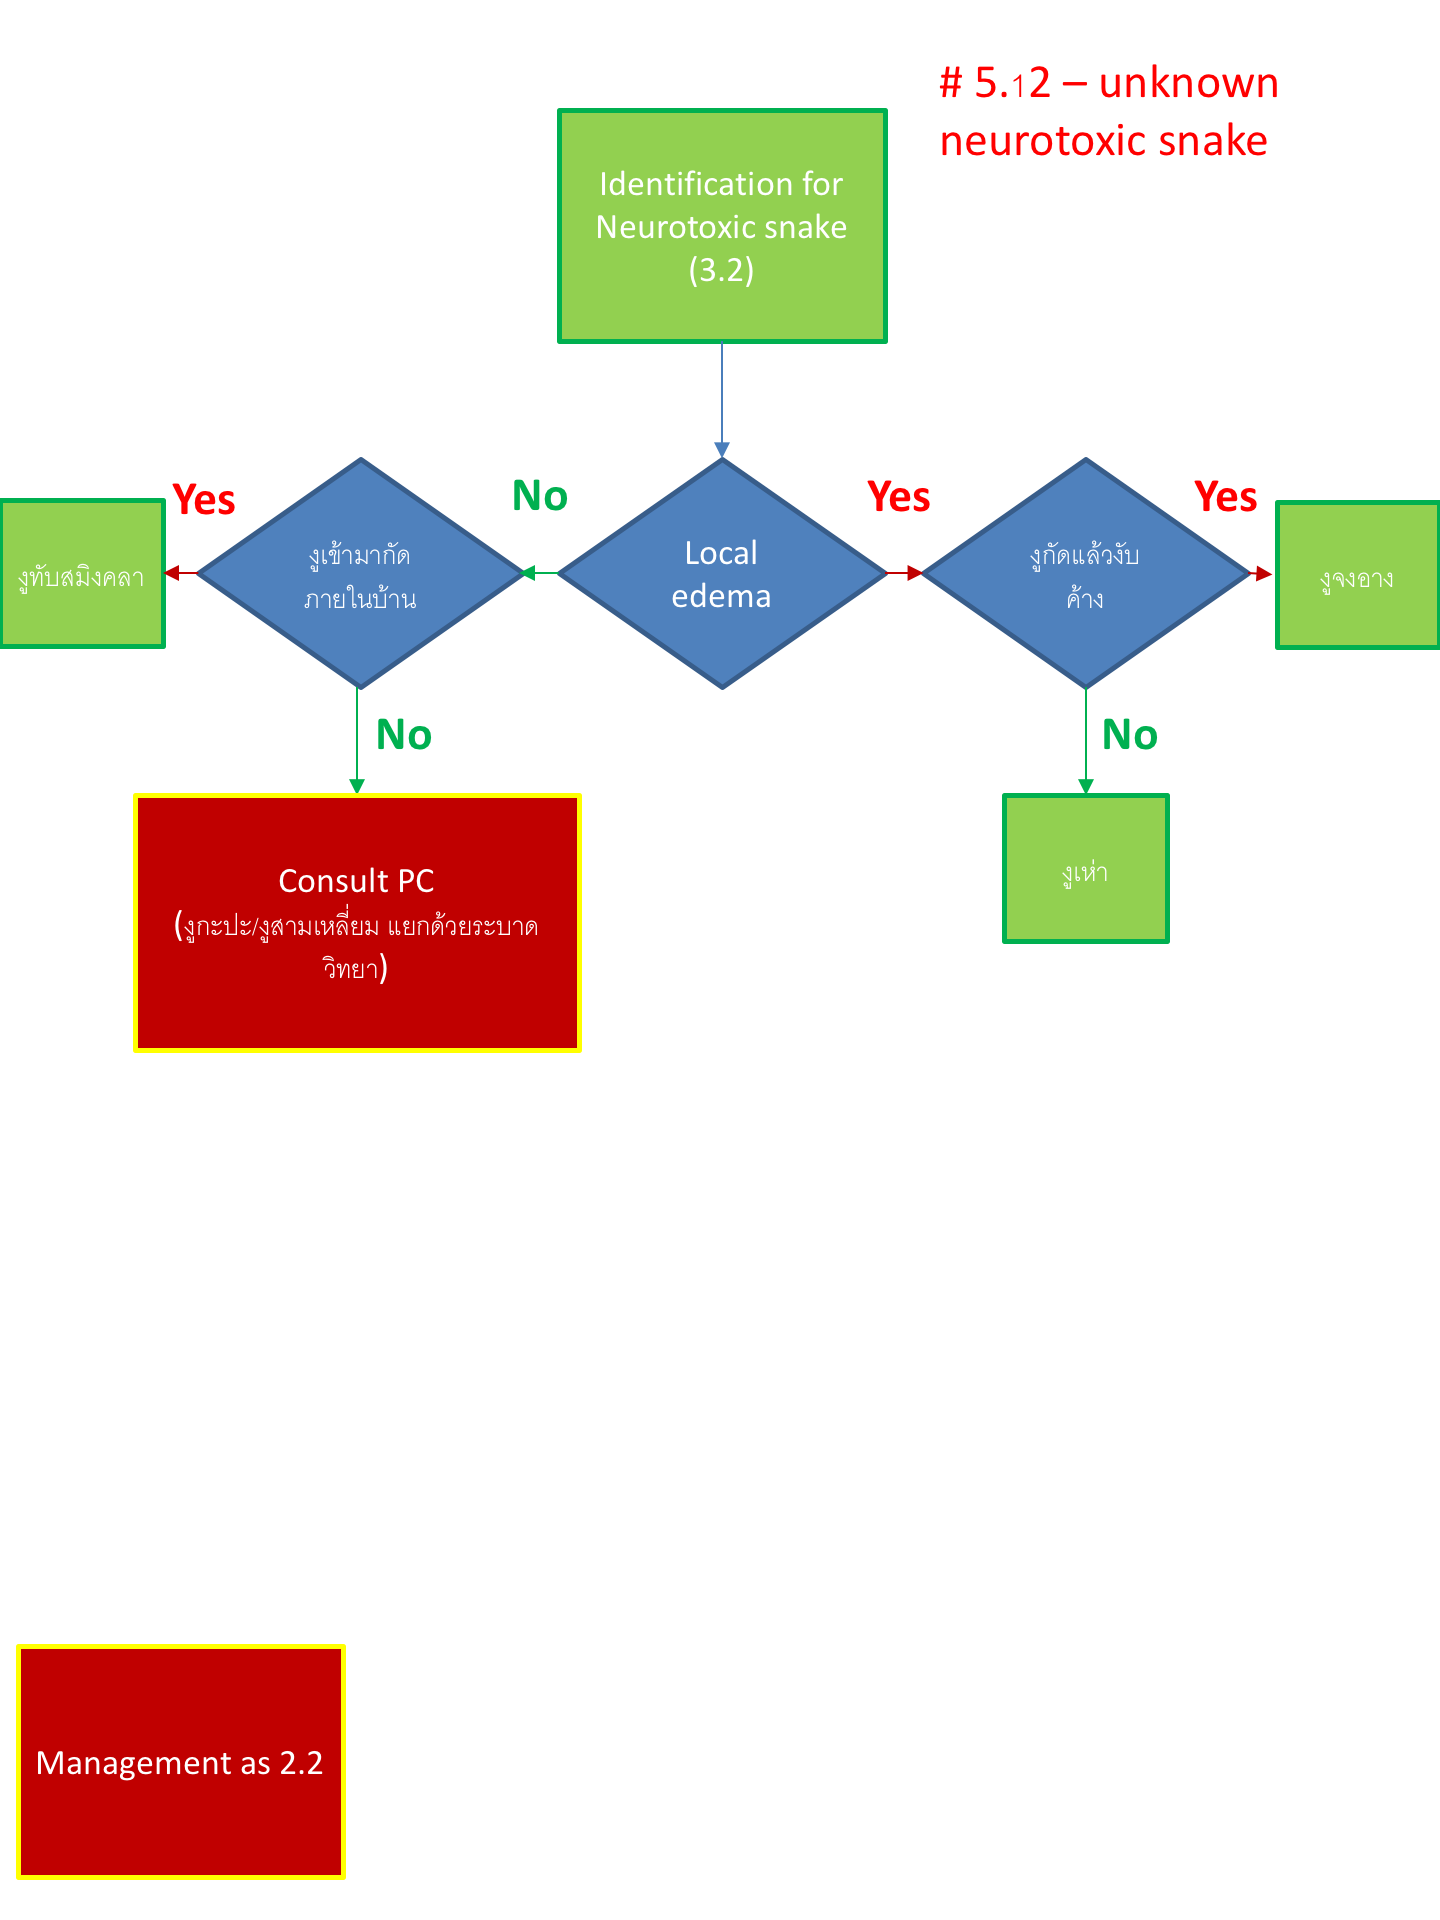 # 5.12 – unknown
neurotoxic snake
Identification for
Neurotoxic snake
(3.2)
Yes
No
Yes
Yes
งูทับสมิงคลา
งูเข้ามากัด
ภายในบ้าน
Local
edema
งูกัดแล้วงับ
ค้าง
งูจงอาง
No
No
Consult PC
(งูกะปะ/งูสามเหลี่ยม แยกด้วยระบาด
วิทยา)
งูเห่า
Management as 2.2